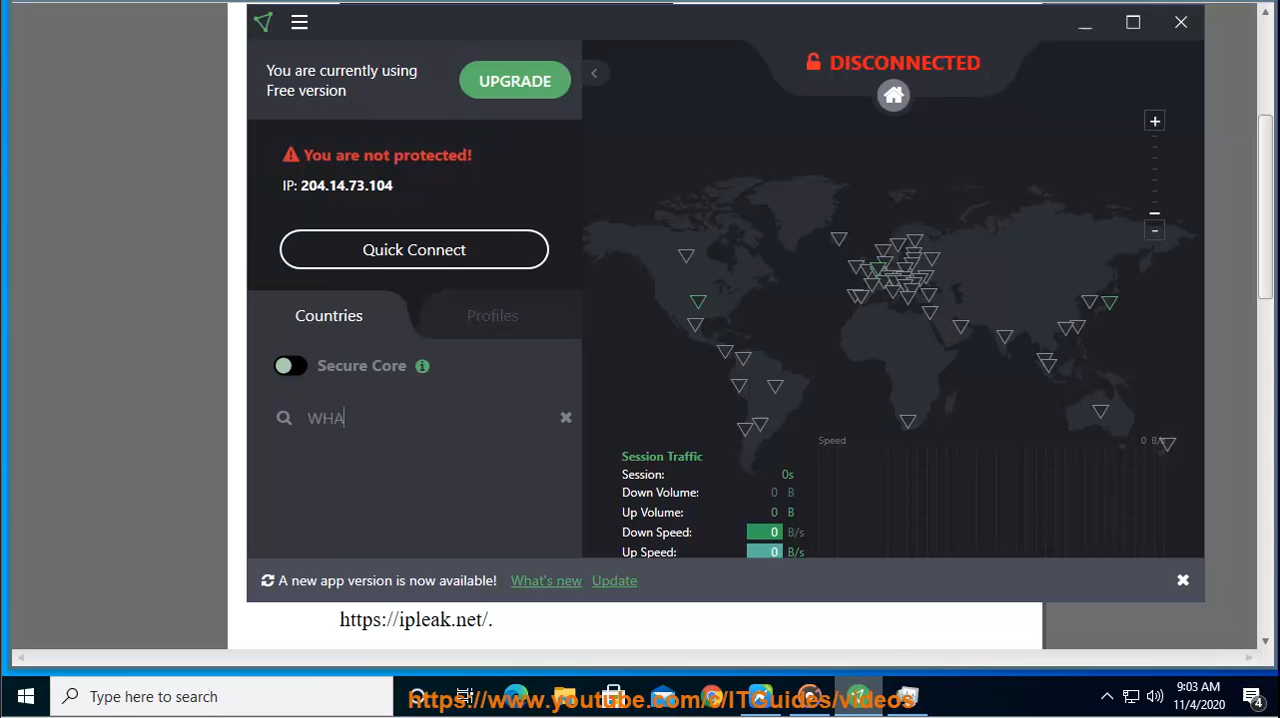 You are currently using
Free version
UPGRADE
DISCONNECTED
You are not protected!
IP: 204.14.73.104
Quick Connect
Countries
Profiles
Secure Core
WHA
Session Traffic
Session: 0s
Down Volume: 0 B
Up Volume: 0 B
Down Speed: 0 B/s
Up Speed: 0 B/s
Speed
0 B/s
A new app version is now available! What's new Update
https://ipleak.net/.
Type here to search
https://www.youtube.com/c/ITGuides/videos
9:03 AM
11/4/2020
4